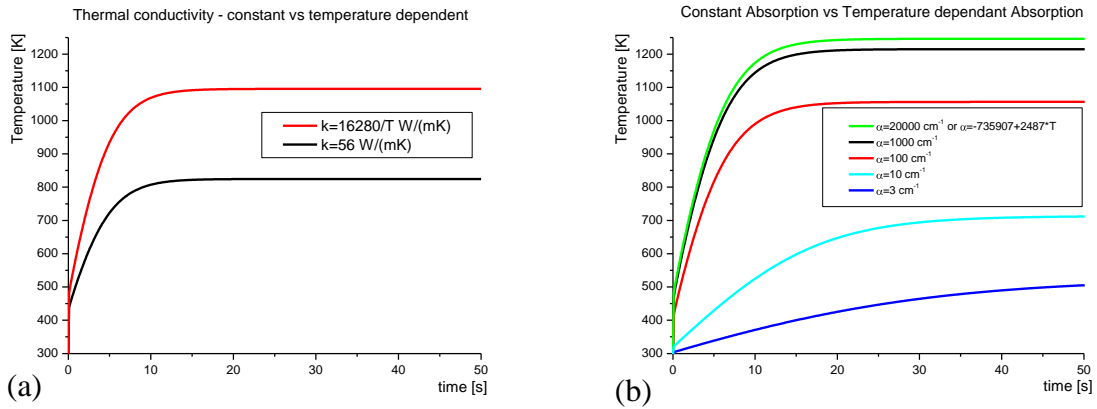 Thermal conductivity - constant vs temperature dependent
Temperature [K]
1200
1100
1000
900
800
700
600
500
400
300
k=16280/T W/(mK)
k=56 W/(mK)
0
10
20
30
40
50
time [s]
(a)
Constant Absorption vs Temperature dependant Absorption
Temperature [K]
1200
1100
1000
900
800
700
600
500
400
300
α=20000 cm⁻¹ or α=-735907+2487*T
α=1000 cm⁻¹
α=100 cm⁻¹
α=10 cm⁻¹
α=3 cm⁻¹
0
10
20
30
40
50
time [s]
(b)